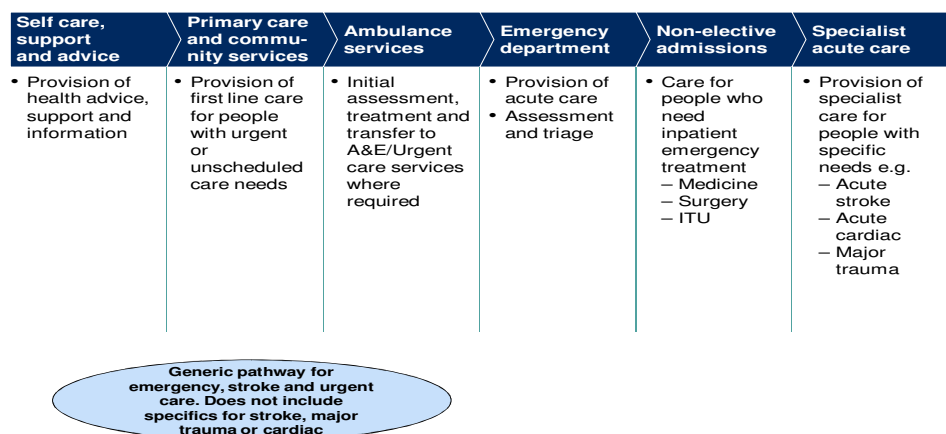 Self care,
support
and advice
Primary care
and commu-
nity services
Ambulance
services
Emergency
department
Non-elective
admissions
Specialist
acute care
• Provision of
health advice,
support and
information
• Provision of
first line care
for people
with urgent
or
unscheduled
care needs
• Initial
assessment,
treatment and
transfer to
A&E/Urgent
care services
where
required
• Provision of
acute care
• Assessment
and triage
• Care for
people who
need
inpatient
emergency
treatment
– Medicine
– Surgery
– ITU
• Provision of
specialist
care for
people with
specific
needs e.g.
– Acute
stroke
– Acute
cardiac
– Major
trauma
Generic pathway for
emergency, stroke and urgent
care. Does not include
specifics for stroke, major
trauma or cardiac